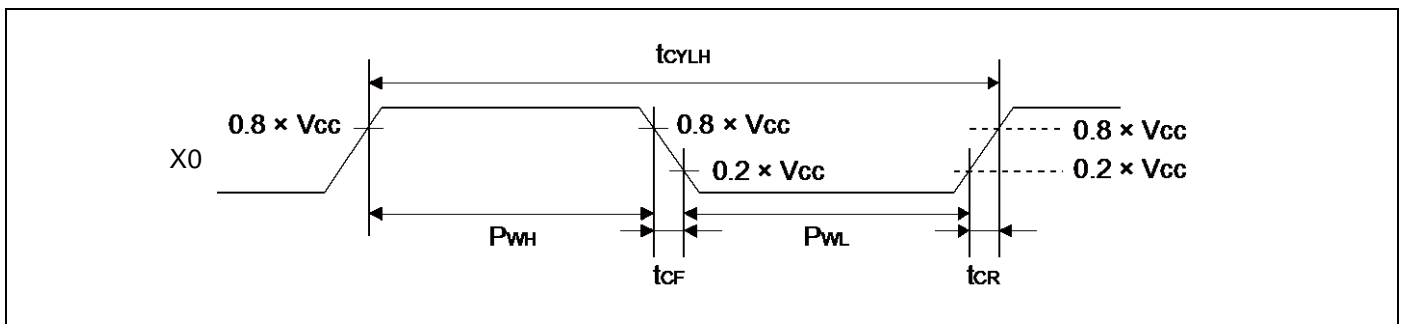 tCYLH
0.8 × Vcc
0.8 × Vcc
0.8 × Vcc
X0
0.2 × Vcc
0.2 × Vcc
PWH
PWL
tCF
tCR